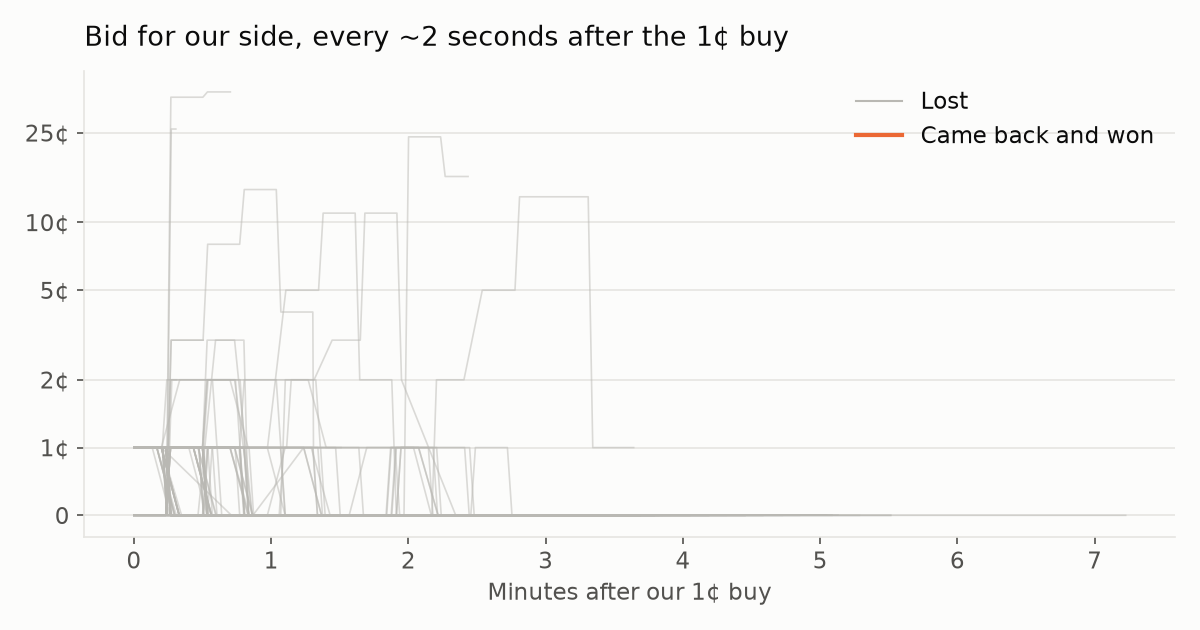 Bid for our side, every ~2 seconds after the 1¢ buy
Lost
Came back and won
25¢
10¢
5¢
2¢
1¢
0
0 1 2 3 4 5 6 7
Minutes after our 1¢ buy